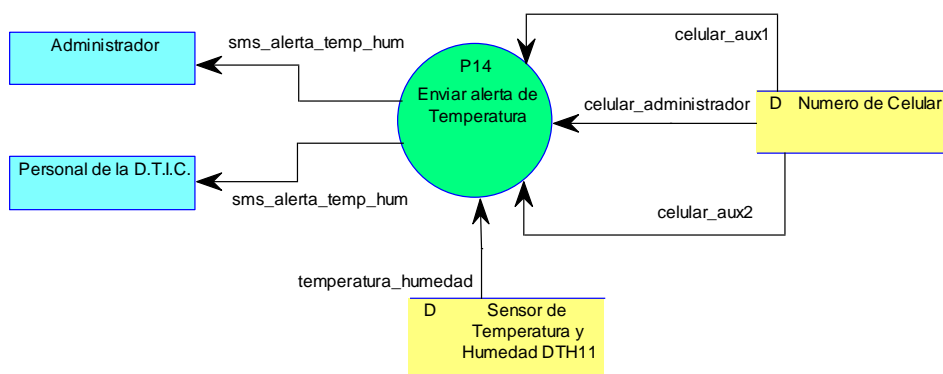 Administrador
sms_alerta_temp_hum
P14
Enviar alerta de
Temperatura
celular_aux1
celular_administrador
D Numero de Celular
Personal de la D.T.I.C.
sms_alerta_temp_hum
celular_aux2
temperatura_humedad
D Sensor de
Temperatura y
Humedad DTH11